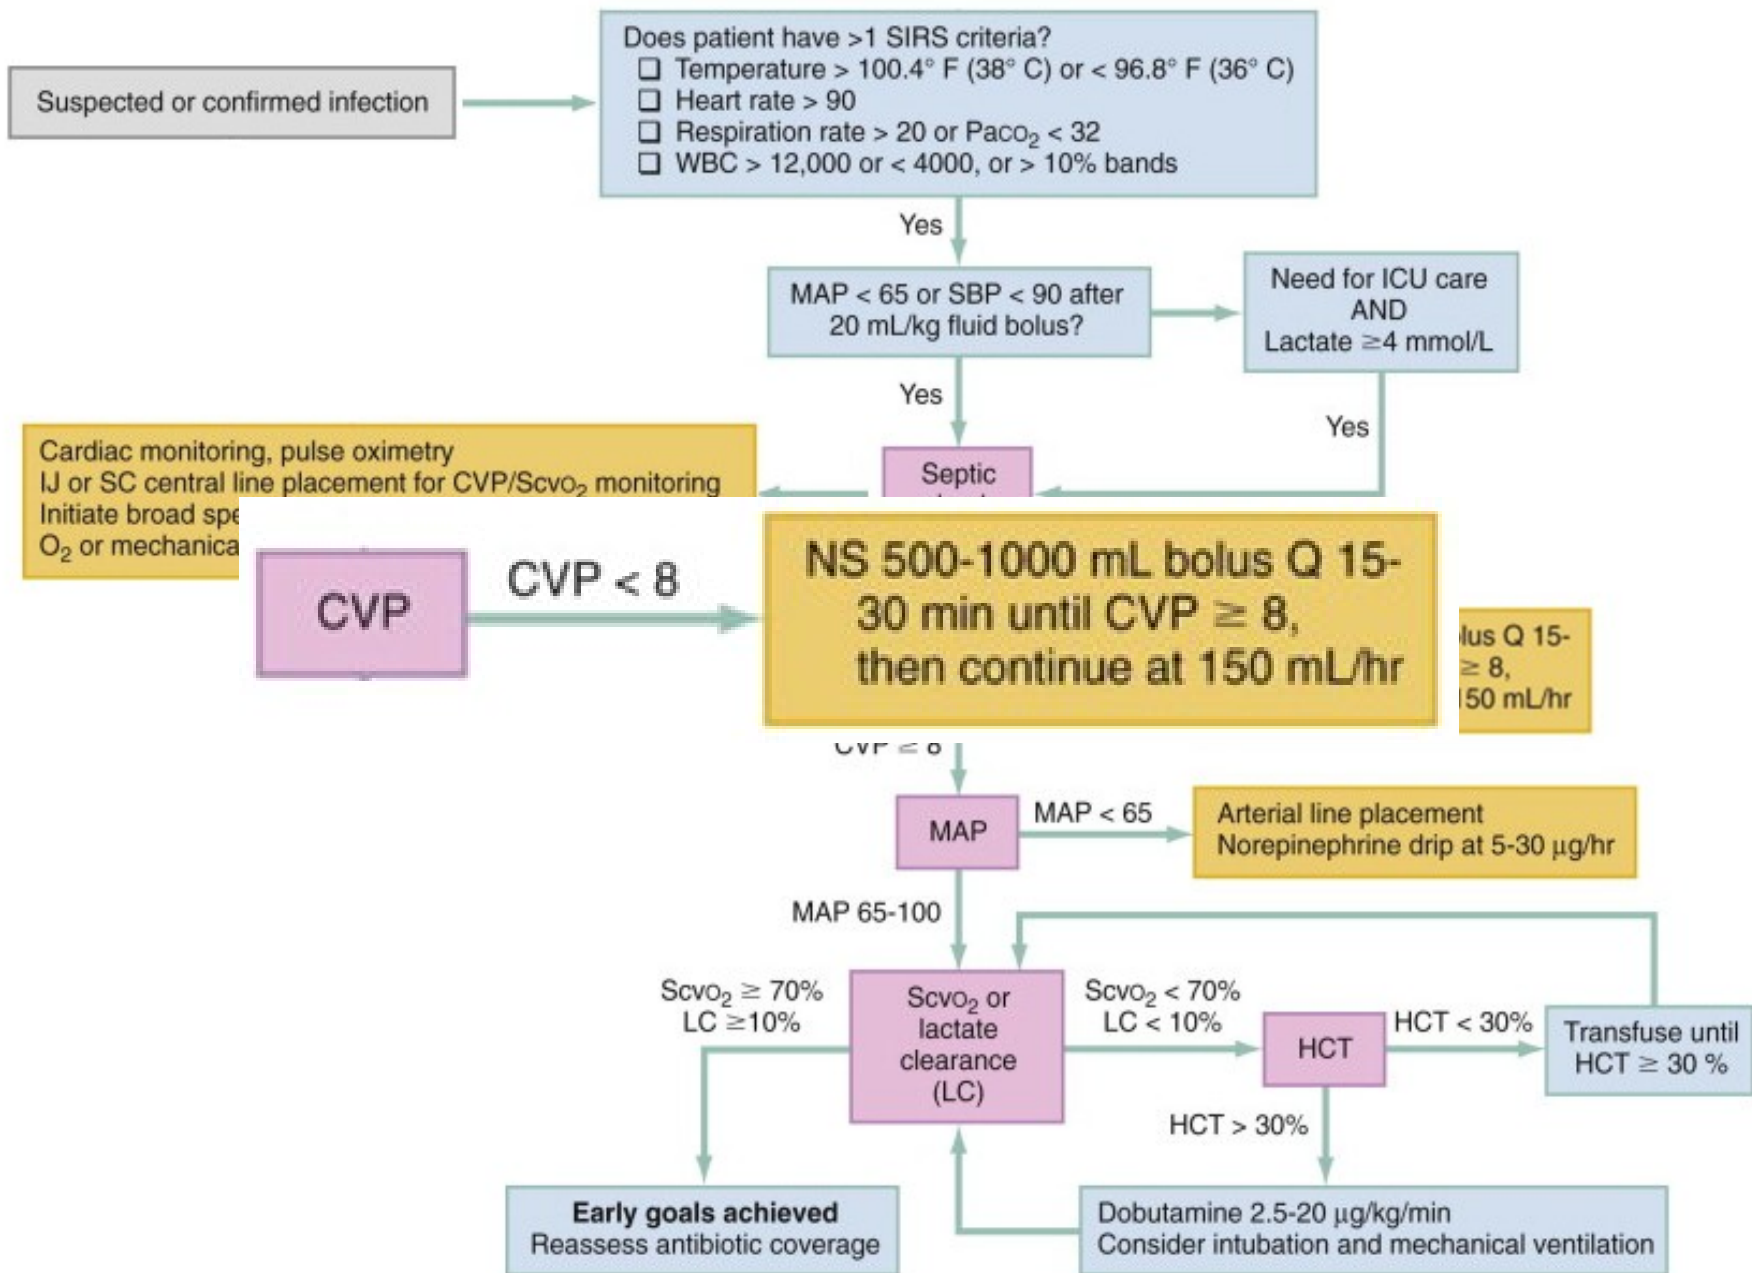 Does patient have >1 SIRS criteria?
❑ Temperature > 100.4° F (38° C) or < 96.8° F (36° C)
❑ Heart rate > 90
❑ Respiration rate > 20 or PaCO₂ < 32
❑ WBC > 12,000 or < 4000, or > 10% bands
Suspected or confirmed infection
Yes
MAP < 65 or SBP < 90 after
20 mL/kg fluid bolus?
Need for ICU care
AND
Lactate ≥4 mmol/L
Yes
Yes
Cardiac monitoring, pulse oximetry
IJ or SC central line placement for CVP/ScvO₂ monitoring
Initiate broad
O₂ or
Septic
CVP
CVP < 8
NS 500-1000 mL bolus Q 15-
30 min until CVP ≥ 8,
then continue at 150 mL/hr
Q 15-
≥ 8,
150 mL/hr
CVP ≥ 8
MAP
MAP < 65
Arterial line placement
Norepinephrine drip at 5-30 μg/hr
MAP 65-100
ScvO₂ ≥ 70%
LC ≥10%
ScvO₂ or
lactate
clearance
(LC)
ScvO₂ < 70%
LC < 10%
HCT
HCT < 30%
Transfuse until
HCT ≥ 30 %
HCT > 30%
Early goals achieved
Reassess antibiotic coverage
Dobutamine 2.5-20 μg/kg/min
Consider intubation and mechanical ventilation